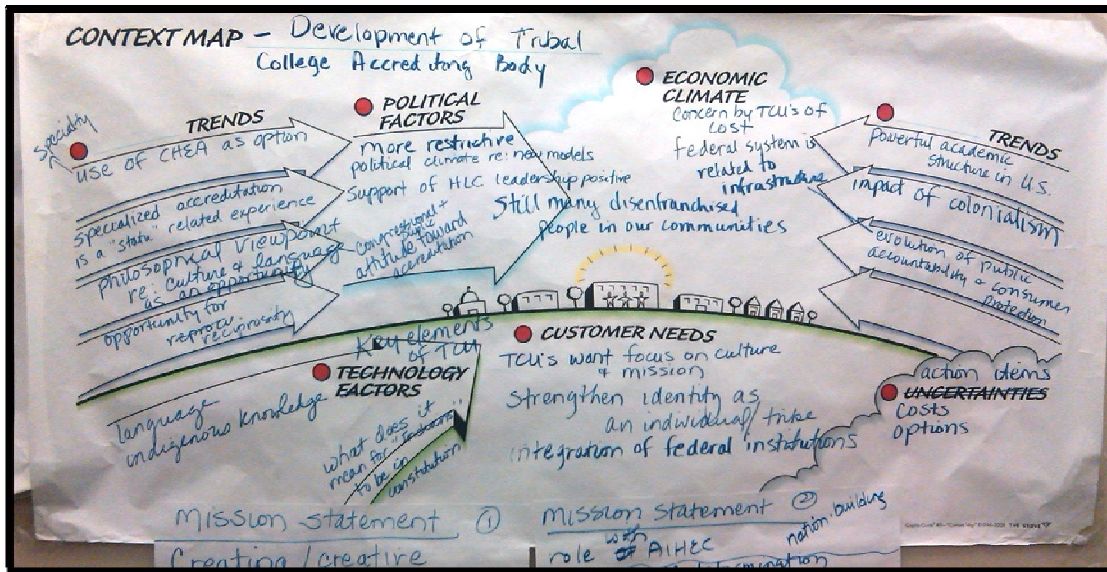 CONTEXT MAP - Development of Tribal
College Accrediting Body
specialty
TRENDS
use of CHEA as option
specialized accreditation
is a "status" related experience
Philosophical Viewpoint
re: culture & language
as an opportunity
opportunity for
reciprocity
POLITICAL
FACTORS
more restrictive
political climate re: new models
Support of HLC leadership positive
congressional +
attitude toward
accreditation
ECONOMIC
CLIMATE
Concern by TCU's of
cost
federal system is
related to
infrastructure
Still many disenfranchised
people in our communities
TRENDS
powerful academic
structure in U.S.
impact of colonialism
evolution of public
accountability & consumer
protection
Key elements
of TCU
TECHNOLOGY
FACTORS
language
indigenous knowledge
what does it
mean for
to be in
constitution
CUSTOMER NEEDS
TCU's want focus on culture
& mission
strengthen identity as
an individual/tribe
integration of federal institutions
action items
UNCERTAINTIES
costs
options
Mission Statement 1
Creating/creative
Mission Statement 2
role with AIHEC
nation-building